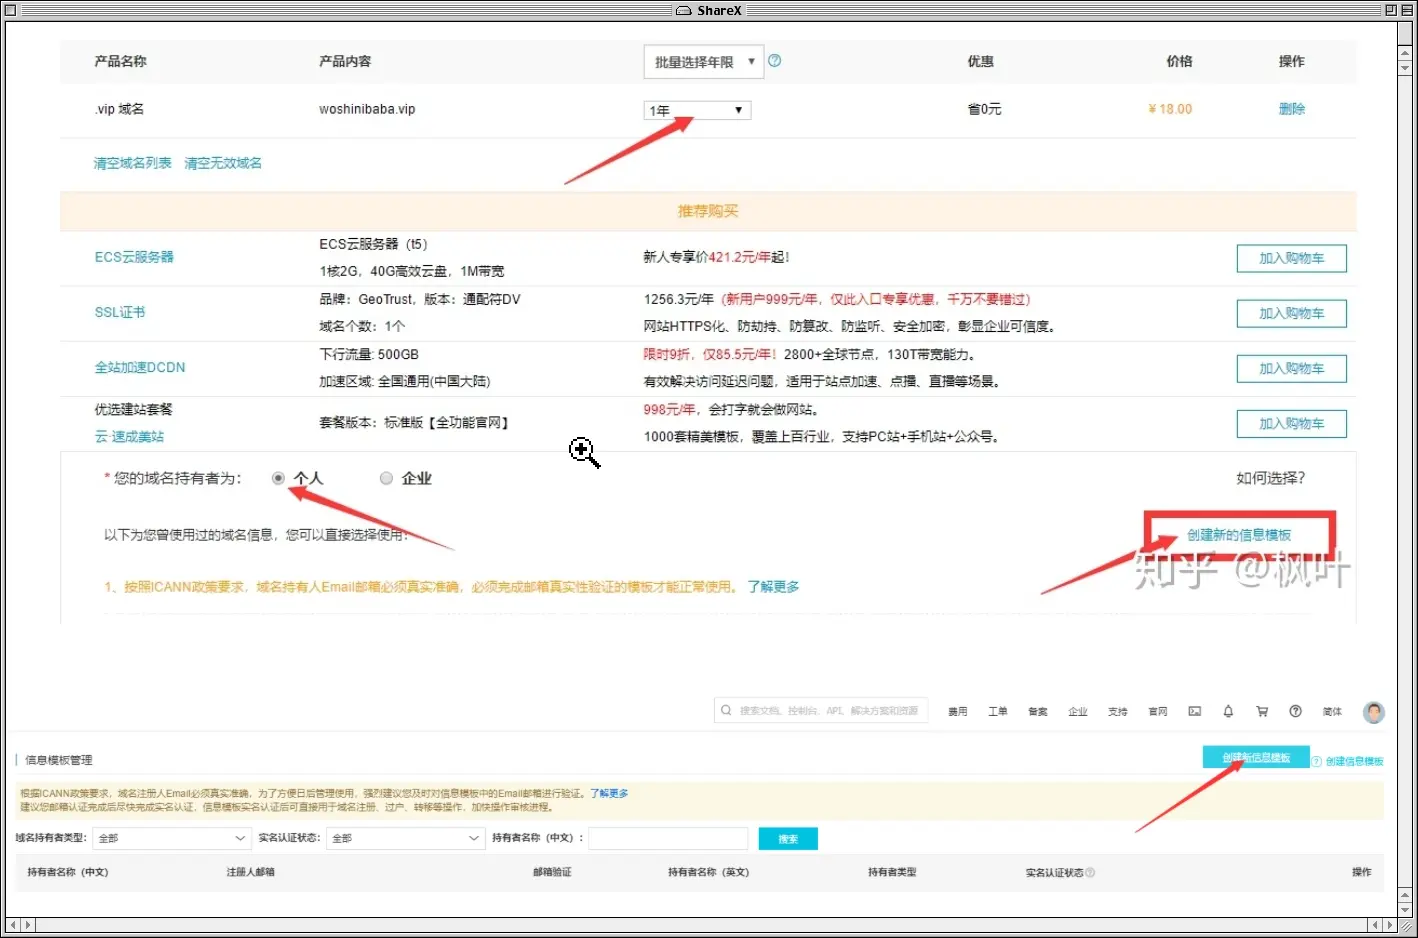 ShareX
产品名称 产品内容 批量选择年限 优惠 价格 操作
.vip 域名 woshinibaba.vip 1年 省0元 ¥18.00 删除
清空域名列表 清空无效域名
推荐购买
ECS云服务器 ECS云服务器（t5）
1核2G，40G高效云盘，1M带宽
新人专享价421.2元/年起！ 加入购物车
SSL证书 品牌：GeoTrust，版本：通配符DV
域名个数：1个
1256.3元/年（新用户999元/年，仅此入口专享优惠，千万不要错过）
网站HTTPS化、防劫持、防篡改、防监听、安全加密，彰显企业可信度。 加入购物车
全站加速DCDN 下行流量: 500GB
加速区域: 全国通用(中国大陆)
限时9折，仅85.5元/年！2800+全球节点，130T带宽能力。
有效解决访问延迟问题，适用于站点加速、点播、直播等场景。 加入购物车
优选建站套餐
云·速成美站 套餐版本：标准版【全功能官网】
998元/年，会打字就会做网站。
1000套精美模板，覆盖上百行业，支持PC站+手机站+公众号。 加入购物车
* 您的域名持有者为： 个人 企业 如何选择？
以下为您曾使用过的域名信息，您可以直接选择使用： 创建新的信息模板
知乎 @枫叶
1、按照ICANN政策要求，域名持有人Email邮箱必须真实准确，必须完成邮箱真实性验证的模板才能正常使用。 了解更多
搜索文档、控制台、API、解决方案和资源 费用 工单 备案 企业 支持 官网 简体
信息模板管理 创建新信息模板 创建信息模板
根据ICANN政策要求，域名注册人Email必须真实准确，为了方便日后管理使用，强烈建议您及时对信息模板中的Email邮箱进行验证。了解更多
建议您邮箱认证完成后尽快完成实名认证，信息模板实名认证后可直接用于域名注册、过户、转移等操作，加快操作审核进程。
域名持有者类型: 全部 实名认证状态: 全部 持有者名称（中文）: 搜索
持有者名称（中文） 注册人邮箱 邮箱验证 持有者名称（英文） 持有者类型 实名认证状态 操作